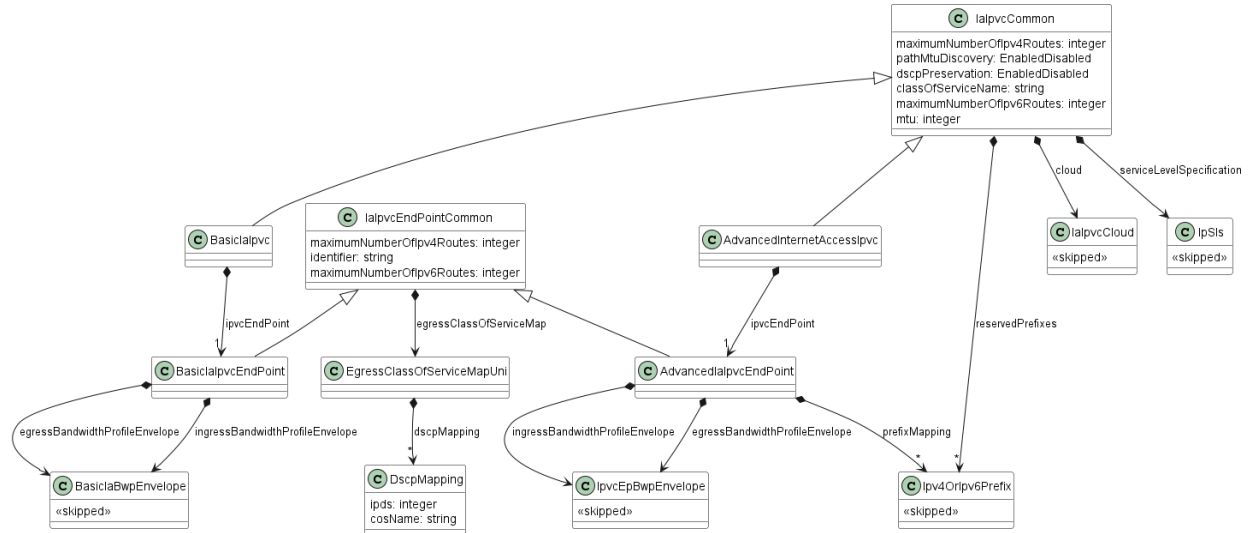 C IaIpvcCommon
maximumNumberOfIpv4Routes: integer
pathMtuDiscovery: EnabledDisabled
dscpPreservation: EnabledDisabled
classOfServiceName: string
maximumNumberOfIpv6Routes: integer
mtu: integer
cloud
serviceLevelSpecification
C BasicIaIpvc
C IaIpvcEndPointCommon
maximumNumberOfIpv4Routes: integer
identifier: string
maximumNumberOfIpv6Routes: integer
C AdvancedInternetAccessIpvc
C IaIpvcCloud
«skipped»
C IpSls
«skipped»
ipvcEndPoint
1
egressClassOfServiceMap
ipvcEndPoint
1
reservedPrefixes
*
C BasicIaIpvcEndPoint
C EgressClassOfServiceMapUni
C AdvancedIaIpvcEndPoint
egressBandwidthProfileEnvelope
ingressBandwidthProfileEnvelope
dscpMapping
*
ingressBandwidthProfileEnvelope
egressBandwidthProfileEnvelope
prefixMapping
*
C BasicIaBwpEnvelope
«skipped»
C DscpMapping
ipds: integer
cosName: string
C IpvcEpBwpEnvelope
«skipped»
C Ipv4OrIpv6Prefix
«skipped»